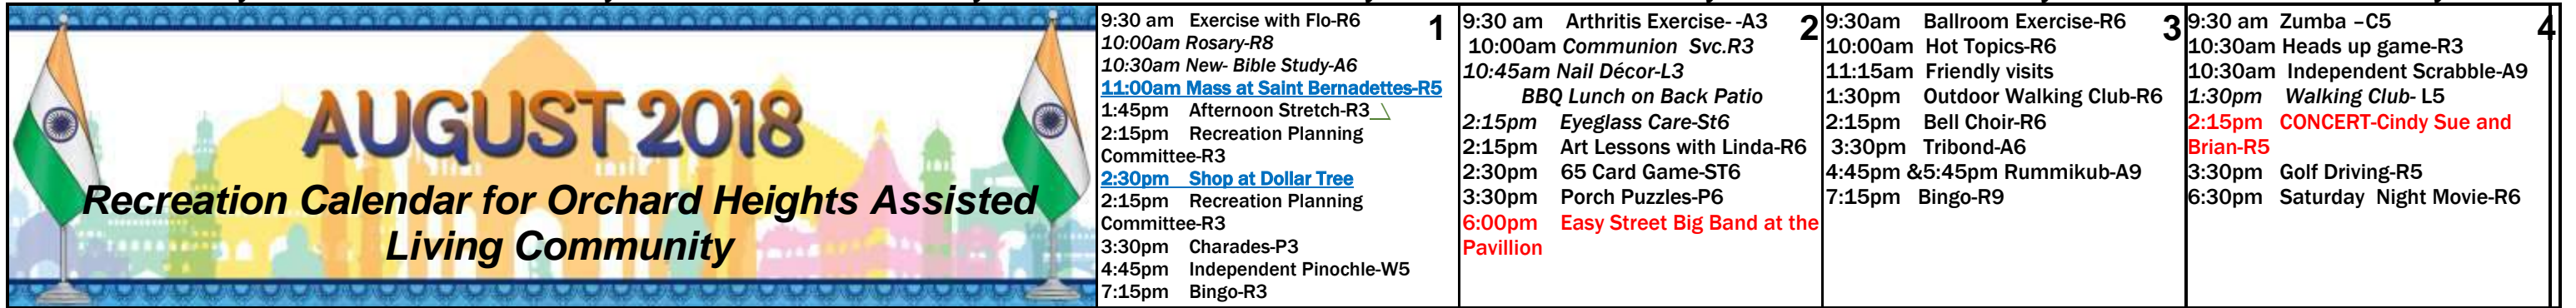 AUGUST 2018
Recreation Calendar for Orchard Heights Assisted
Living Community
1
9:30 am Exercise with Flo-R6
10:00am Rosary-R8
10:30am New- Bible Study-A6
11:00am Mass at Saint Bernadettes-R5
1:45pm Afternoon Stretch-R3
2:15pm Recreation Planning
Committee-R3
2:30pm Shop at Dollar Tree
2:15pm Recreation Planning
Committee-R3
3:30pm Charades-P3
4:45pm Independent Pinochle-W5
7:15pm Bingo-R3
2
9:30 am Arthritis Exercise- -A3
10:00am Communion Svc.R3
10:45am Nail Décor-L3
BBQ Lunch on Back Patio
2:15pm Eyeglass Care-St6
2:15pm Art Lessons with Linda-R6
2:30pm 65 Card Game-ST6
3:30pm Porch Puzzles-P6
6:00pm Easy Street Big Band at the
Pavillion
3
9:30am Ballroom Exercise-R6
10:00am Hot Topics-R6
11:15am Friendly visits
1:30pm Outdoor Walking Club-R6
2:15pm Bell Choir-R6
3:30pm Tribond-A6
4:45pm &5:45pm Rummikub-A9
7:15pm Bingo-R9
4
9:30 am Zumba –C5
10:30am Heads up game-R3
10:30am Independent Scrabble-A9
1:30pm Walking Club- L5
2:15pm CONCERT-Cindy Sue and
Brian-R5
3:30pm Golf Driving-R5
6:30pm Saturday Night Movie-R6